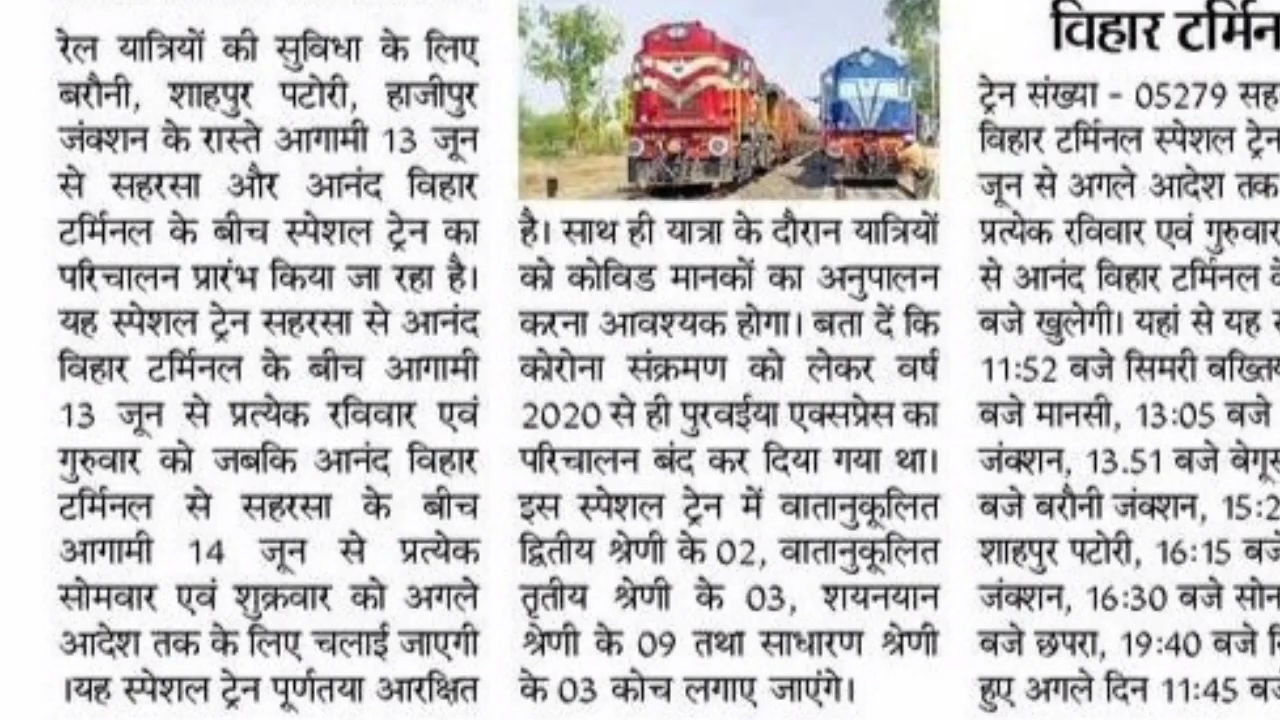 रेल यात्रियों की सुविधा के लिए
बरौनी, शाहपुर पटोरी, हाजीपुर
जंक्शन के रास्ते आगामी 13 जून
से सहरसा और आनंद विहार
टर्मिनल के बीच स्पेशल ट्रेन का
परिचालन प्रारंभ किया जा रहा है।
यह स्पेशल ट्रेन सहरसा से आनंद
विहार टर्मिनल के बीच आगामी
13 जून से प्रत्येक रविवार एवं
गुरुवार को जबकि आनंद विहार
टर्मिनल से सहरसा के बीच
आगामी 14 जून से प्रत्येक
सोमवार एवं शुक्रवार को अगले
आदेश तक के लिए चलाई जाएगी
।यह स्पेशल ट्रेन पूर्णतया आरक्षित
है। साथ ही यात्रा के दौरान यात्रियों
को कोविड मानकों का अनुपालन
करना आवश्यक होगा। बता दें कि
कोरोना संक्रमण को लेकर वर्ष
2020 से ही पुरवईया एक्सप्रेस का
परिचालन बंद कर दिया गया था।
इस स्पेशल ट्रेन में वातानुकूलित
द्वितीय श्रेणी के 02, वातानुकूलित
तृतीय श्रेणी के 03, शयनयान
श्रेणी के 09 तथा साधारण श्रेणी
के 03 कोच लगाए जाएंगे।
विहार
ट्रेन संख्या - 05279
विहार टर्मिनल स्पेशल ट्रेन
जून से अगले आदेश तक
प्रत्येक रविवार एवं गुरुवार
से आनंद विहार टर्मिनल
बजे खुलेगी। यहां से यह
11:52 बजे सिमरी
बजे मानसी, 13:05 बजे
जंक्शन, 13.51 बजे
बजे बरौनी जंक्शन,
शाहपुर पटोरी, 16:15
जंक्शन, 16:30 बजे
बजे छपरा, 19:40 बजे
हुए अगले दिन 11:45